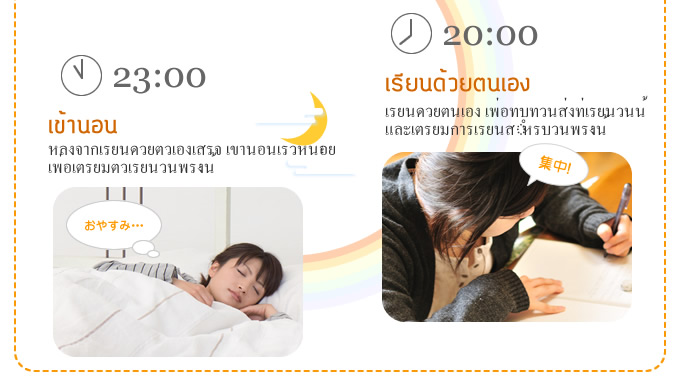 20:00
เรียนด้วยตนเอง
เรียนด้วยตนเอง เพื่อทบทวนสิ่งที่เรียนวันนี้
และเตรียมการเรียนสำหรับวันพรุ่งนี้
集中!
23:00
เข้านอน
หลังจากเรียนด้วยตัวเองเสร็จ เข้านอนเร็วหน่อย
เพื่อเตรียมตัวเรียนวันพรุ่งนี้
おやすみ…